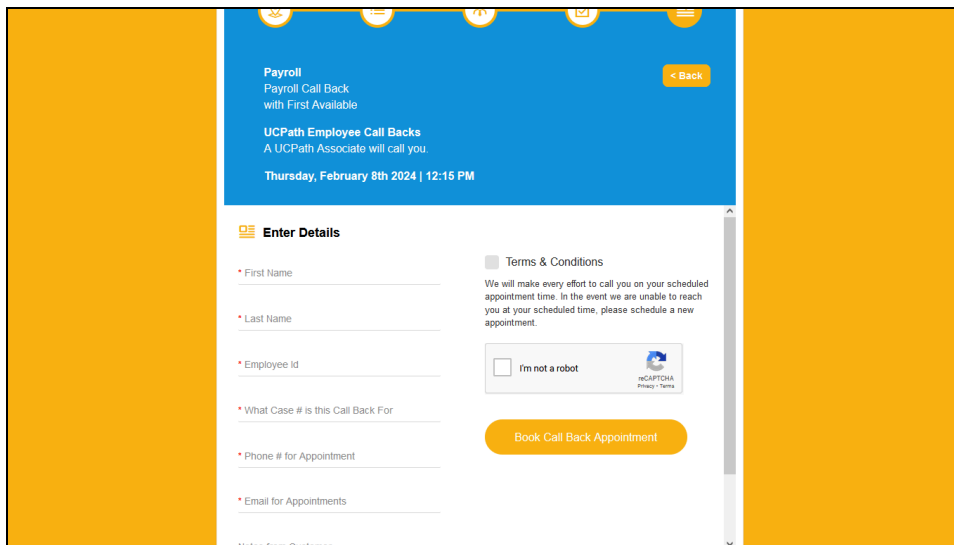 Payroll
< Back
Payroll Call Back
with First Available
UCPath Employee Call Backs
A UCPath Associate will call you.
Thursday, February 8th 2024 | 12:15 PM
Enter Details
* First Name
* Last Name
* Employee Id
* What Case # is this Call Back For
* Phone # for Appointment
* Email for Appointments
Notes from Customer
Terms & Conditions
We will make every effort to call you on your scheduled
appointment time. In the event we are unable to reach
you at your scheduled time, please schedule a new
appointment.
I'm not a robot
reCAPTCHA
Privacy • Terms
Book Call Back Appointment